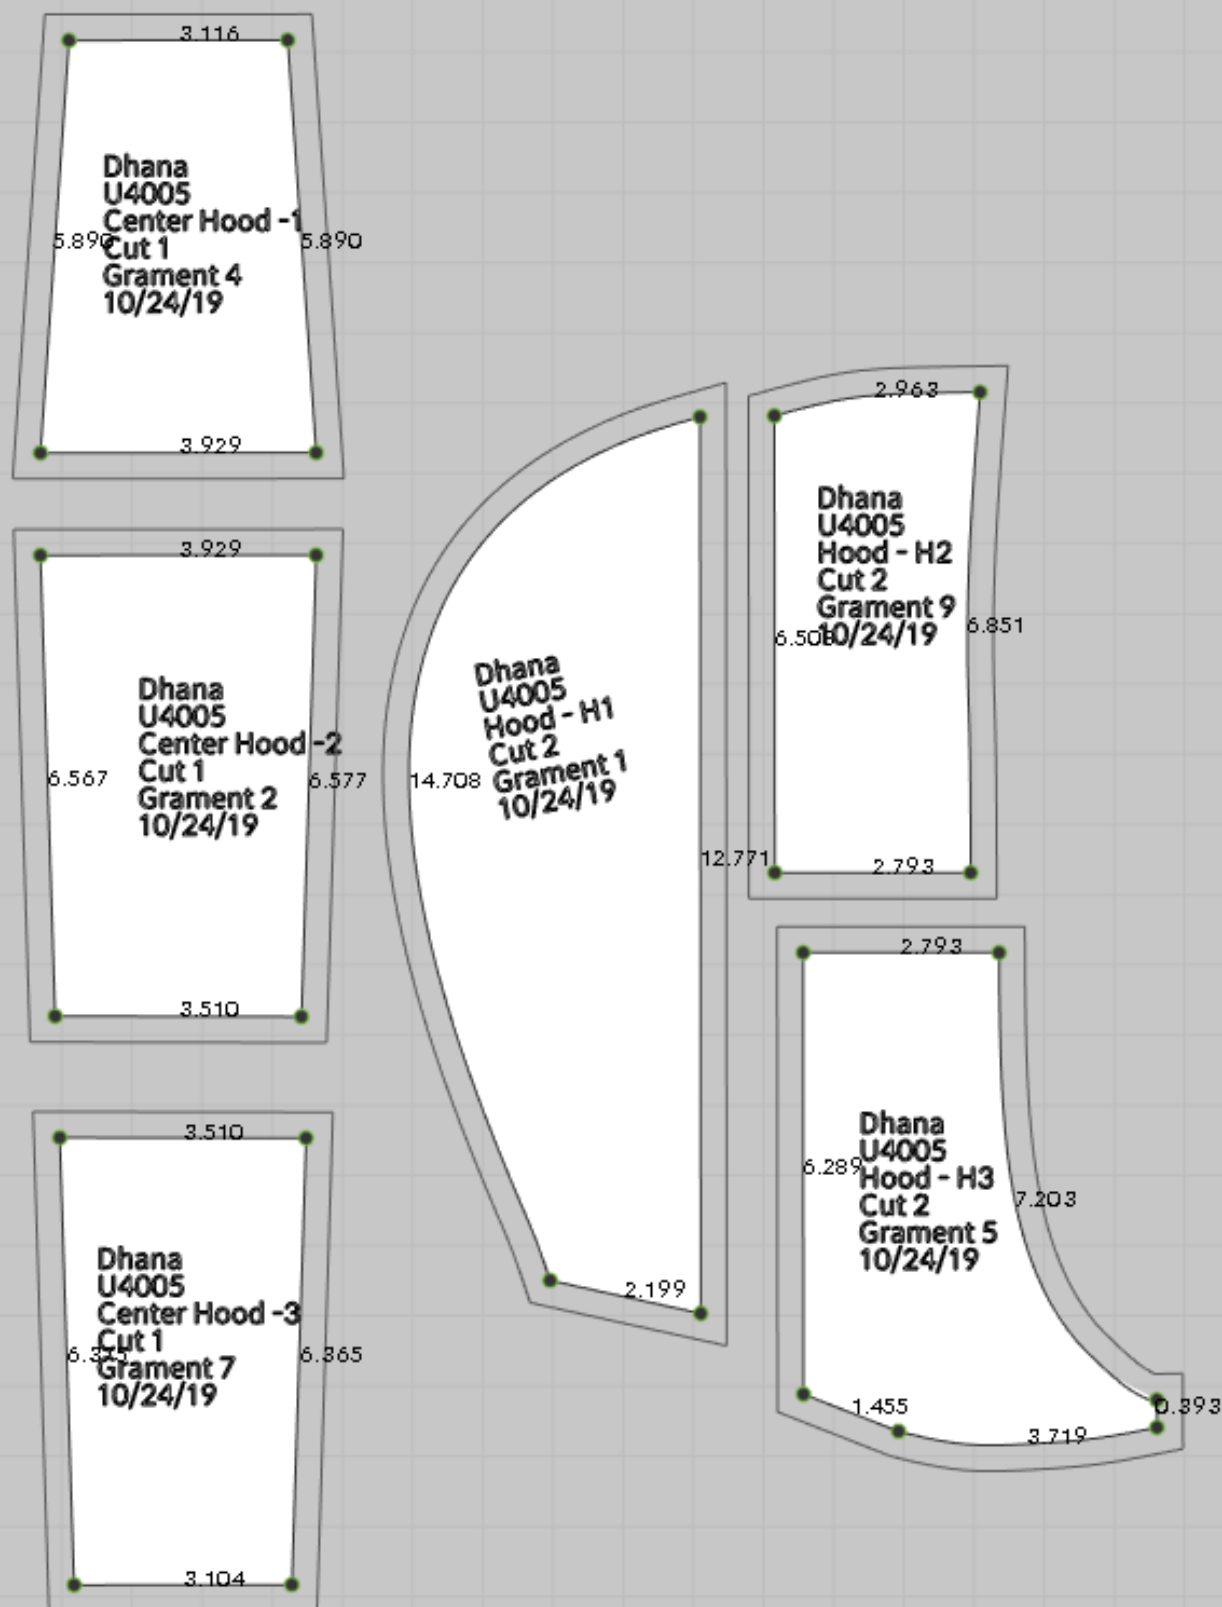 3.116
Dhana
U4005
Center Hood -1
Cut 1
Grament 4
10/24/19
5.890
5.890
3.929
3.929
Dhana
U4005
Center Hood -2
Cut 1
Grament 2
10/24/19
6.567
6.577
3.510
3.510
Dhana
U4005
Center Hood -3
Cut 1
Grament 7
10/24/19
6.365
3.104
Dhana
U4005
Hood - H1
Cut 2
Grament 1
10/24/19
14.708
12.771
2.199
2.963
Dhana
U4005
Hood - H2
Cut 2
Grament 9
10/24/19
6.851
2.793
2.793
Dhana
U4005
Hood - H3
Cut 2
Grament 5
10/24/19
6.289
7.203
1.455
3.719
0.393